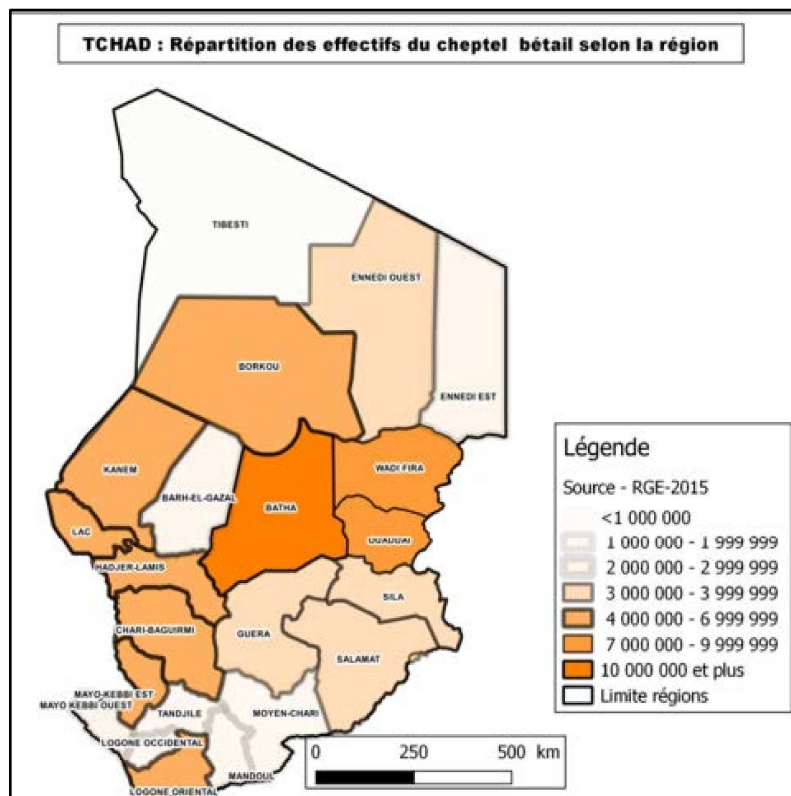 TCHAD : Répartition des effectifs du cheptel bétail selon la région
TIBESTI
ENNEDI OUEST
BORKOU
ENNEDI EST
KANEM
BARH-EL-GAZAL
BATHA
WADI FIRA
LAC
OUADDAI
HADJER-LAMIS
SILA
CHARI-BAGUIRMI
GUERA
SALAMAT
MAYO-KEBBI EST
MAYO KEBBI OUEST
TANDJILE
MOYEN-CHARI
LOGONE OCCIDENTAL
MANDOUL
LOGONE ORIENTAL
Légende
Source - RGE-2015
<1 000 000
1 000 000 - 1 999 999
2 000 000 - 2 999 999
3 000 000 - 3 999 999
4 000 000 - 6 999 999
7 000 000 - 9 999 999
10 000 000 et plus
Limite régions
0 250 500 km